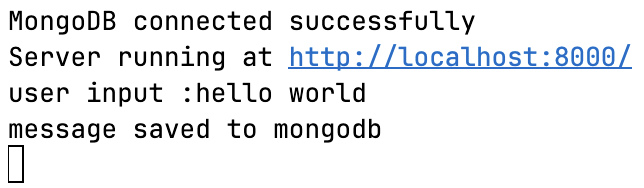 MongoDB connected successfully
Server running at http://localhost:8000/
user input :hello world
message saved to mongodb